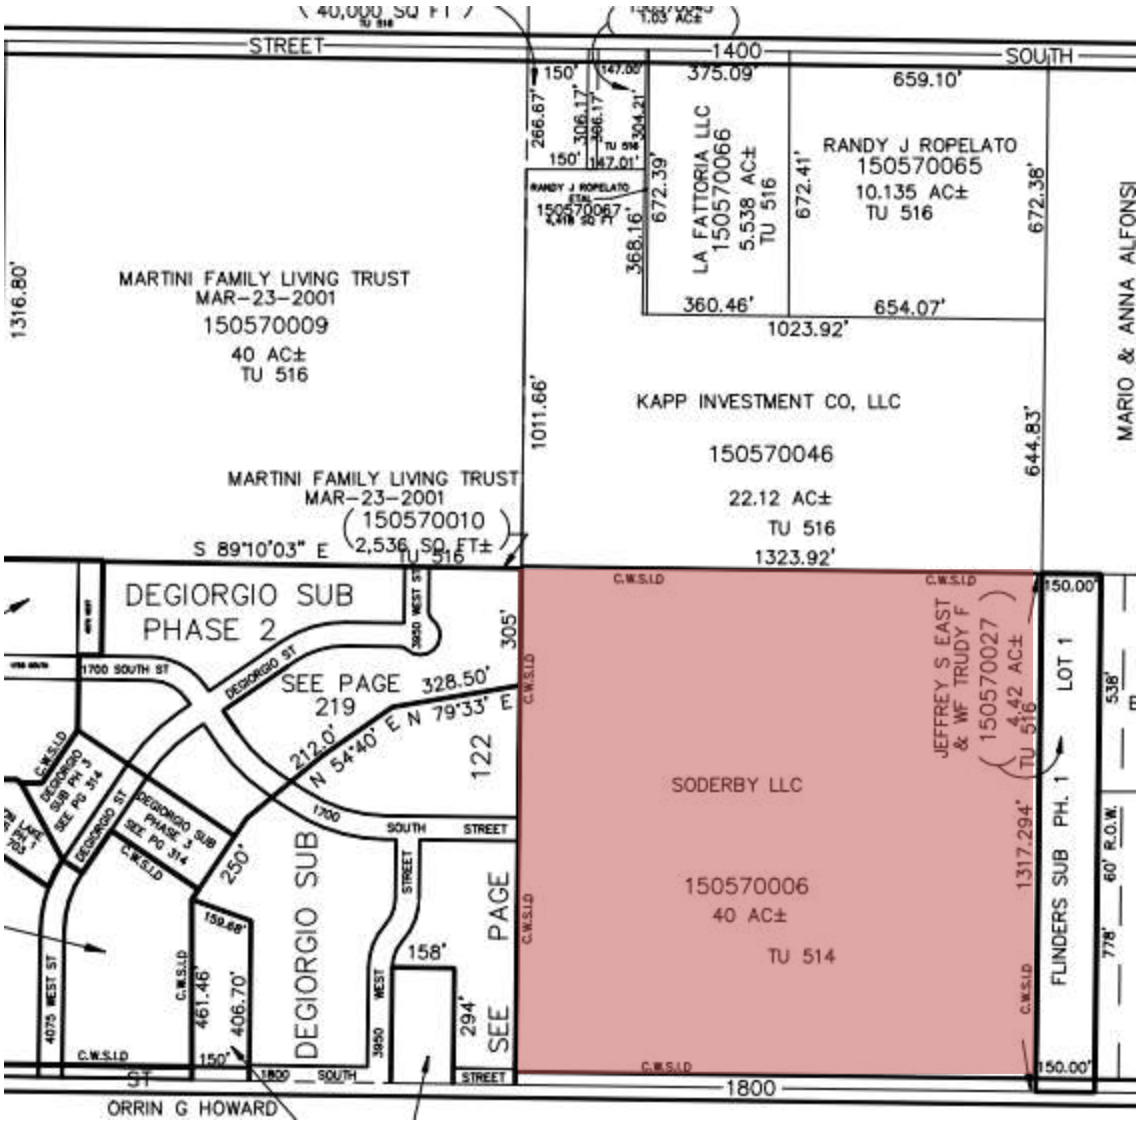 40,000 SQ FT
TU 516
1.03 AC±
STREET
1400
SOUTH
150'
147.00'
375.09'
659.10'
266.67'
306.17'
306.17'
304.21'
TU 516
150'
147.01'
672.39'
LA FATTORIA LLC
150570066
5.538 AC±
TU 516
672.41'
RANDY J ROPELATO
150570065
10.135 AC±
TU 516
672.38'
MARIO & ANNA ALFONSI
RANDY J ROPELATO
ETAL
150570067
4,418 SQ FT
368.16'
360.46'
654.07'
1023.92'
1316.80'
MARTINI FAMILY LIVING TRUST
MAR-23-2001
150570009
40 AC±
TU 516
1011.66'
KAPP INVESTMENT CO, LLC
150570046
22.12 AC±
TU 516
1323.92'
644.83'
MARTINI FAMILY LIVING TRUST
MAR-23-2001
150570010
2,536 SQ FT±
TU 516
S 89°10'03" E
C.W.S.I.D
C.W.S.I.D
150.00'
DEGIORGIO SUB
PHASE 2
3950 WEST ST
305'
1700 SOUTH ST
DEGIORGIO ST
SEE PAGE
219
328.50'
N 79°33' E
212.0'
N 54°40' E
122
C.W.S.I.D
JEFFREY S EAST
& WF TRUDY F
150570027
4.42 AC±
TU 516
LOT 1
538'
E
C.W.S.I.D
DEGIORGIO
SUB PH 3
SEE PG 314
LAKE
PH 1
703
DEGIORGIO ST
DEGIORGIO SUB
PHASE 3
SEE PG 314
C.W.S.I.D
250'
1700
SOUTH
STREET
SODERBY LLC
150570006
40 AC±
TU 514
1317.294'
FLINDERS SUB PH. 1
60' R.O.W.
778'
STREET
DEGIORGIO SUB
SEE PAGE
C.W.S.I.D
159.68'
C.W.S.I.D
461.46'
406.70'
158'
294'
3950 WEST
4075 WEST ST
C.W.S.I.D
C.W.S.I.D
150'
C.W.S.I.D
150.00'
ST
1800 SOUTH
STREET
1800
ORRIN G HOWARD